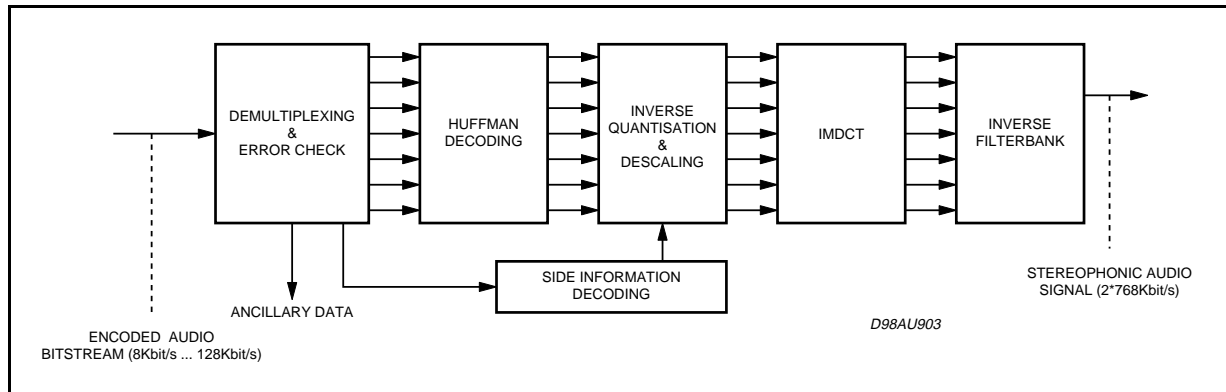 DEMULTIPLEXING
&
ERROR CHECK
HUFFMAN
DECODING
INVERSE
QUANTISATION
&
DESCALING
IMDCT
INVERSE
FILTERBANK
SIDE INFORMATION
DECODING
ANCILLARY DATA
ENCODED AUDIO
BITSTREAM (8Kbit/s ... 128Kbit/s)
STEREOPHONIC AUDIO
SIGNAL (2*768Kbit/s)
D98AU903